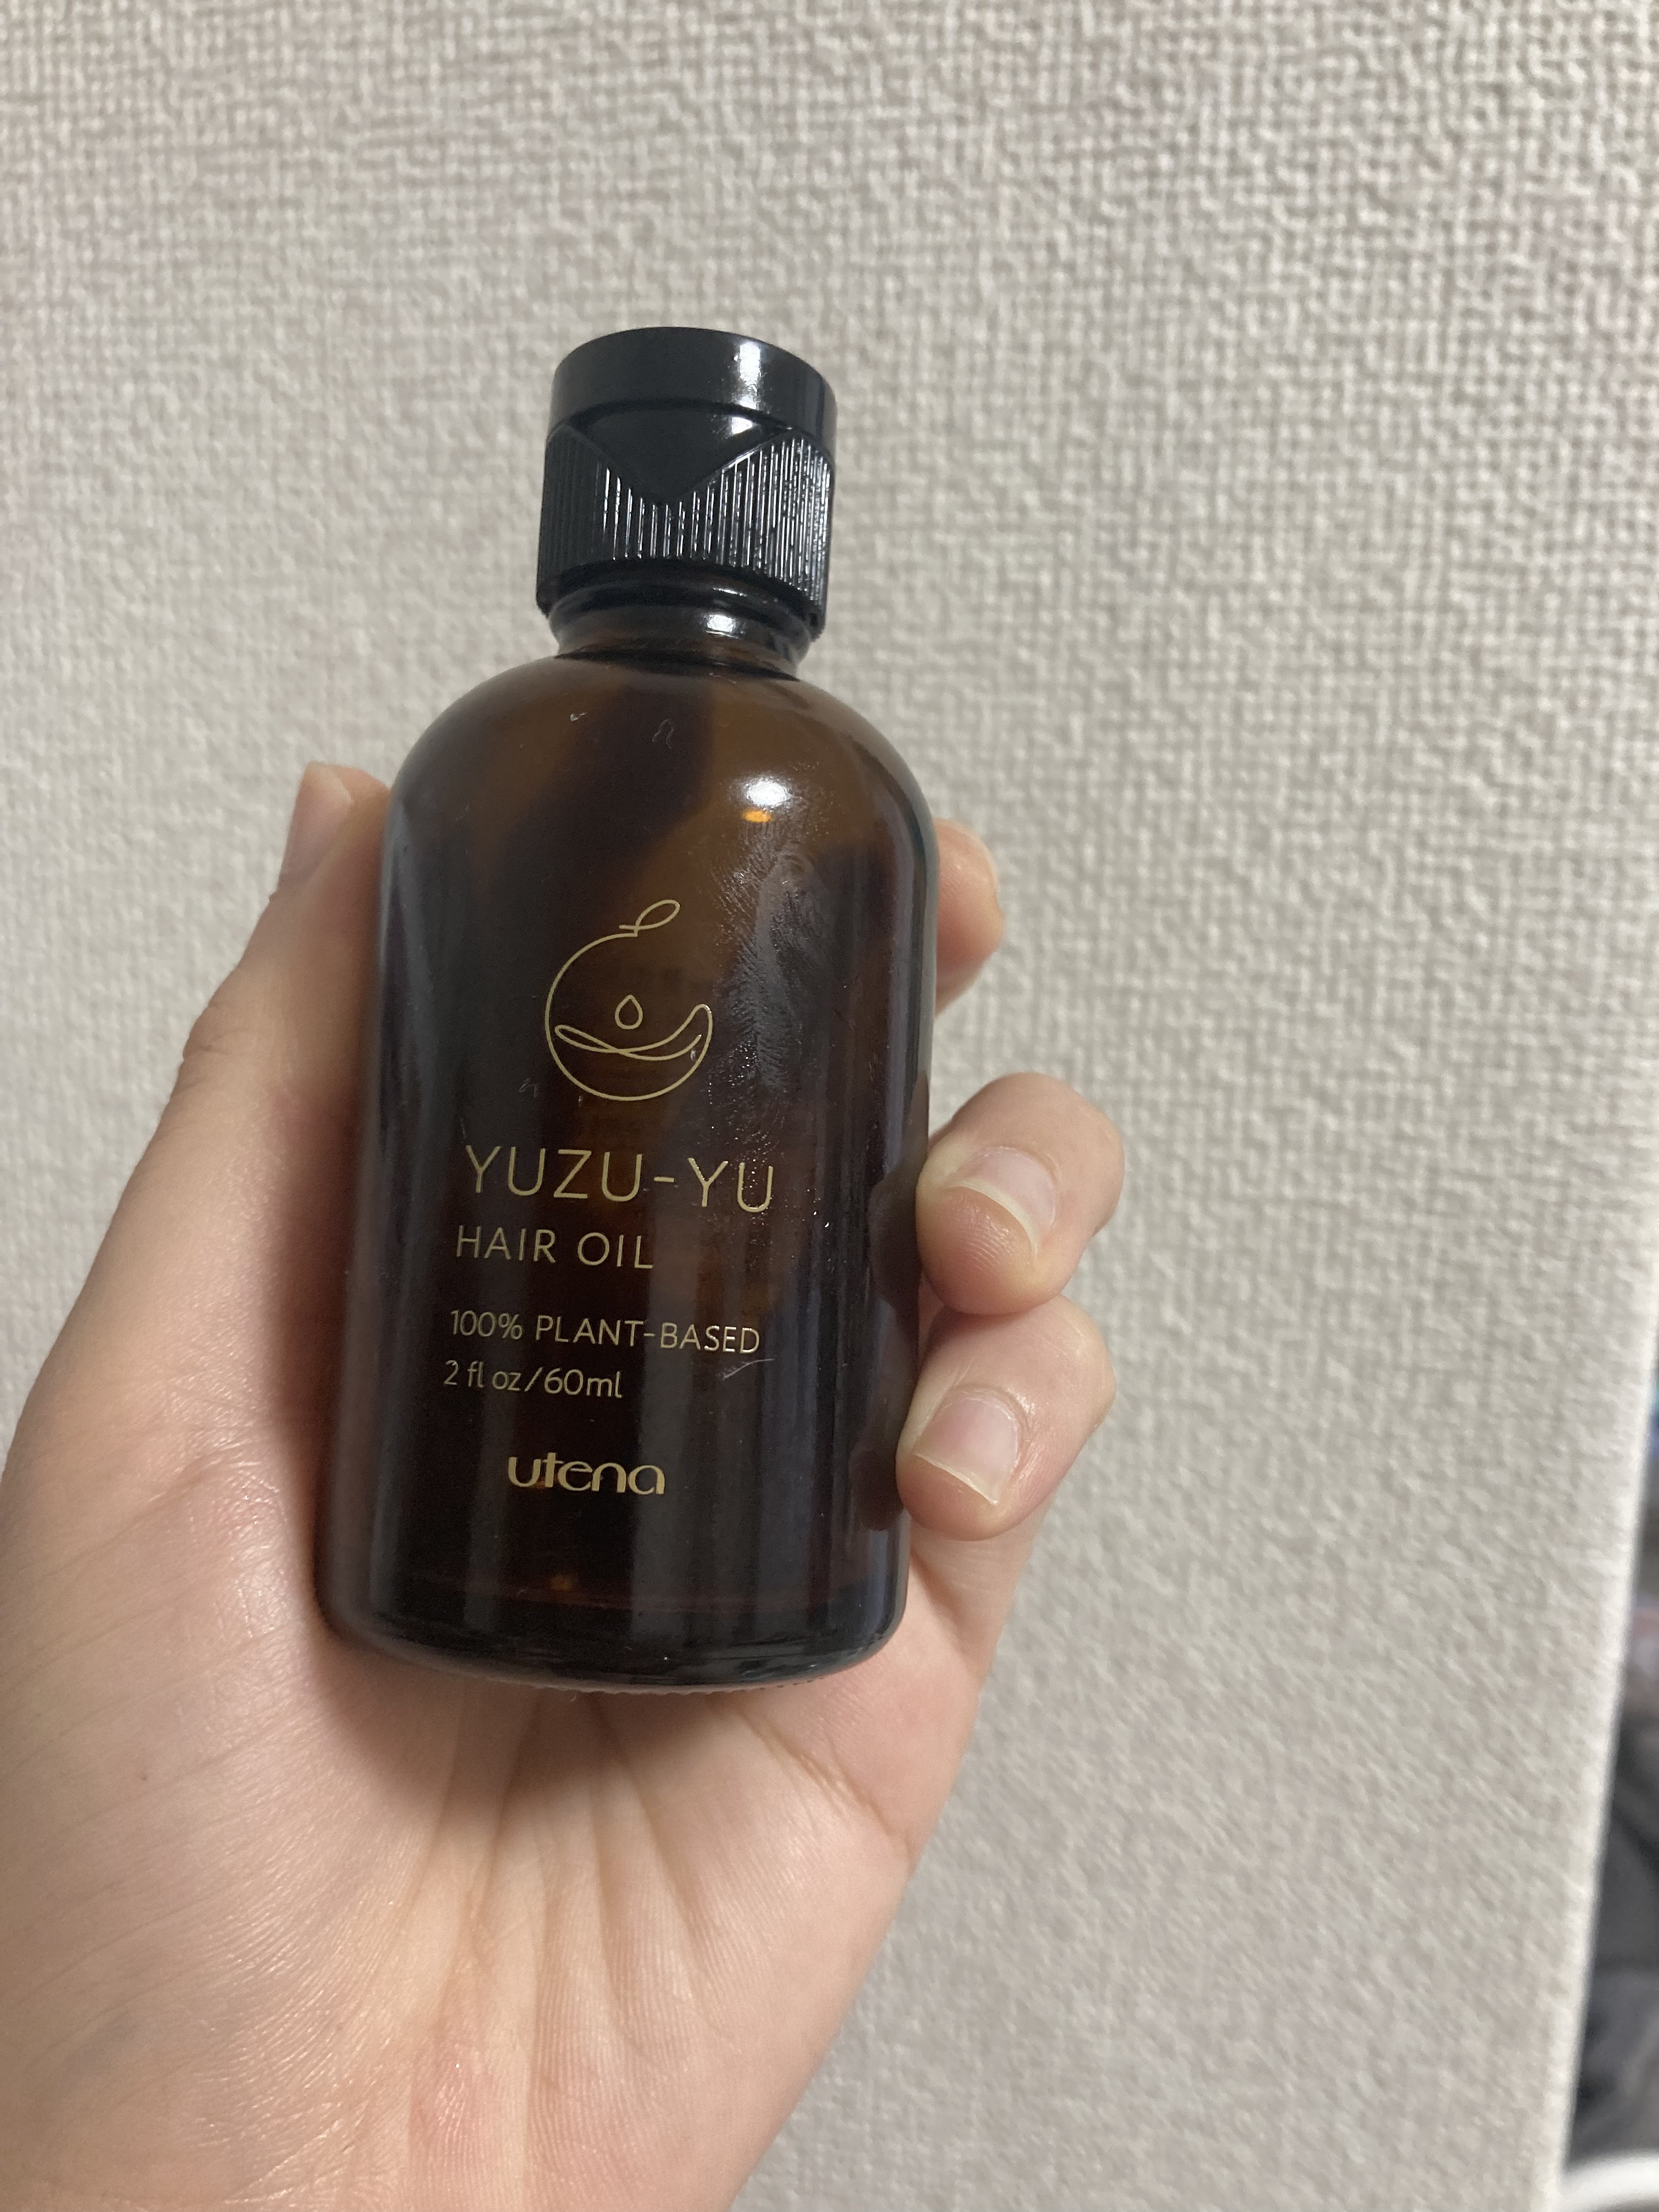 YUZU-YU
HAIR OIL
100% PLANT-BASED
2 fl oz/60ml
utena